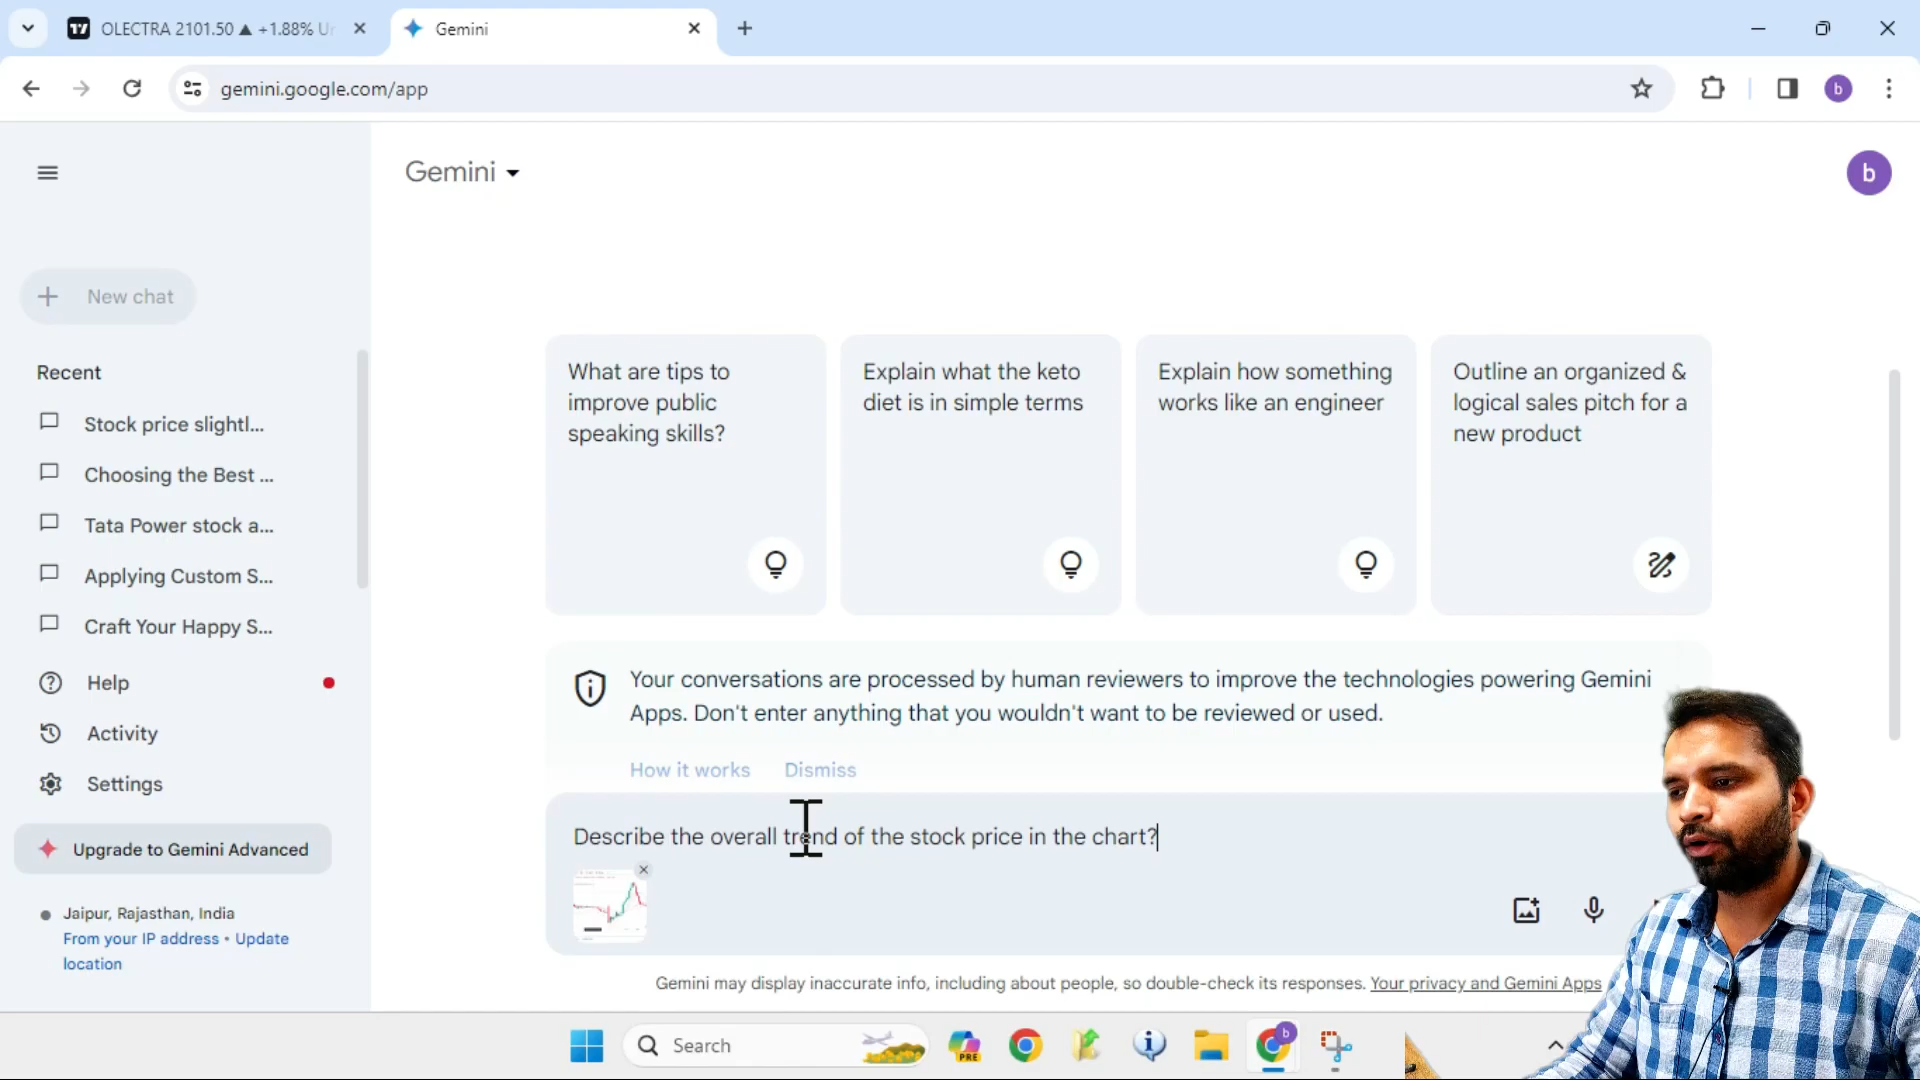 OLECTRA 2101.50 ▲ +1.88% Ur
Gemini
gemini.google.com/app
b
Gemini
b
New chat
Recent
Stock price slightl...
Choosing the Best ...
Tata Power stock a...
Applying Custom S...
Craft Your Happy S...
Help
Activity
Settings
Upgrade to Gemini Advanced
Jaipur, Rajasthan, India
From your IP address • Update
location
What are tips to
improve public
speaking skills?
Explain what the keto
diet is in simple terms
Explain how something
works like an engineer
Outline an organized &
logical sales pitch for a
new product
Your conversations are processed by human reviewers to improve the technologies powering Gemini
Apps. Don't enter anything that you wouldn't want to be reviewed or used.
How it works Dismiss
Describe the overall trend of the stock price in the chart?
Gemini may display inaccurate info, including about people, so double-check its responses. Your privacy and Gemini Apps
Search
PRE
b